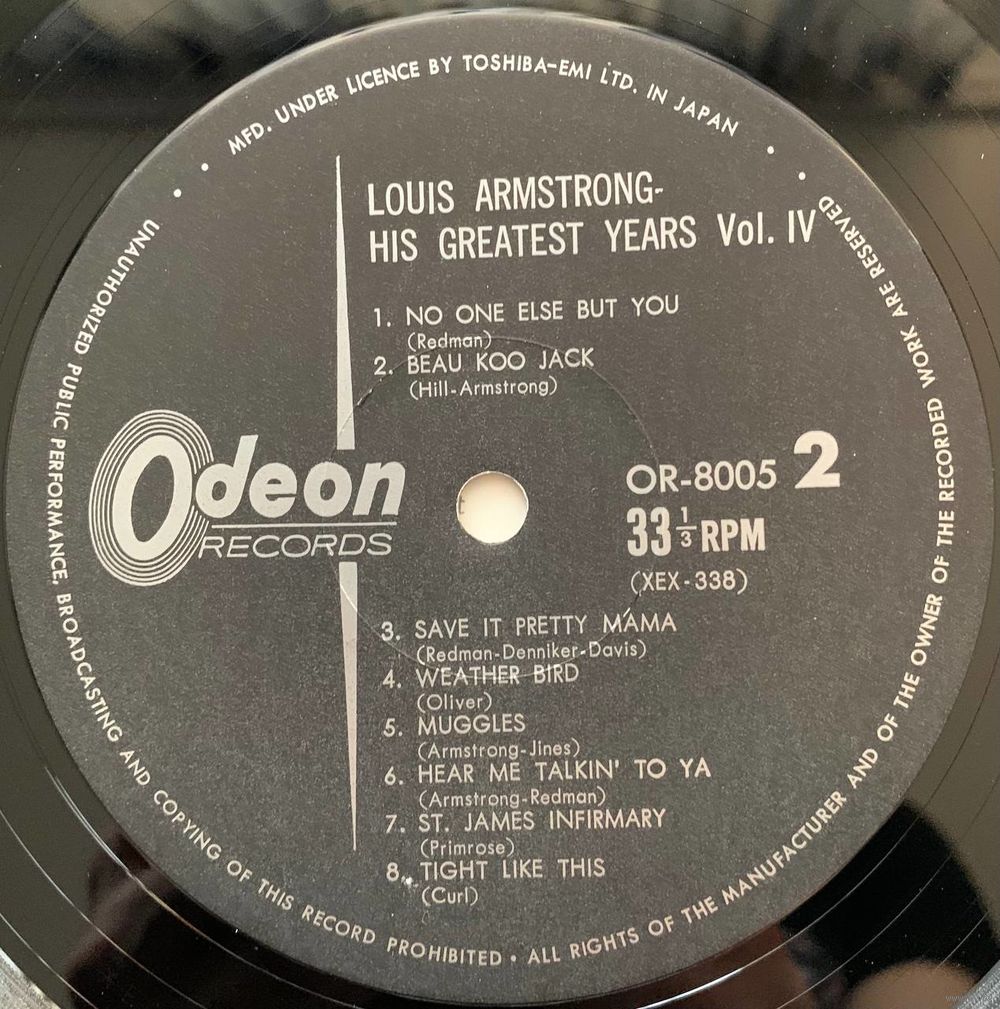 MFD. UNDER LICENCE BY TOSHIBA-EMI LTD. IN JAPAN
LOUIS ARMSTRONG-
HIS GREATEST YEARS Vol. IV
1. NO ONE ELSE BUT YOU
(Redman)
2. BEAU KOO JACK
(Hill-Armstrong)
Odeon
RECORDS
OR-8005 2
33 1/3 RPM
(XEX-338)
3. SAVE IT PRETTY MAMA
(Redman-Denniker-Davis)
4. WEATHER BIRD
(Oliver)
5. MUGGLES
(Armstrong-Jines)
6. HEAR ME TALKIN' TO YA
(Armstrong-Redman)
7. ST. JAMES INFIRMARY
(Primrose)
8. TIGHT LIKE THIS
(Curl)
UNAUTHORIZED PUBLIC PERFORMANCE, BROADCASTING AND COPYING OF THIS RECORD PROHIBITED • ALL RIGHTS OF THE MANUFACTURER AND OF THE OWNER OF THE RECORDED WORK ARE RESERVED